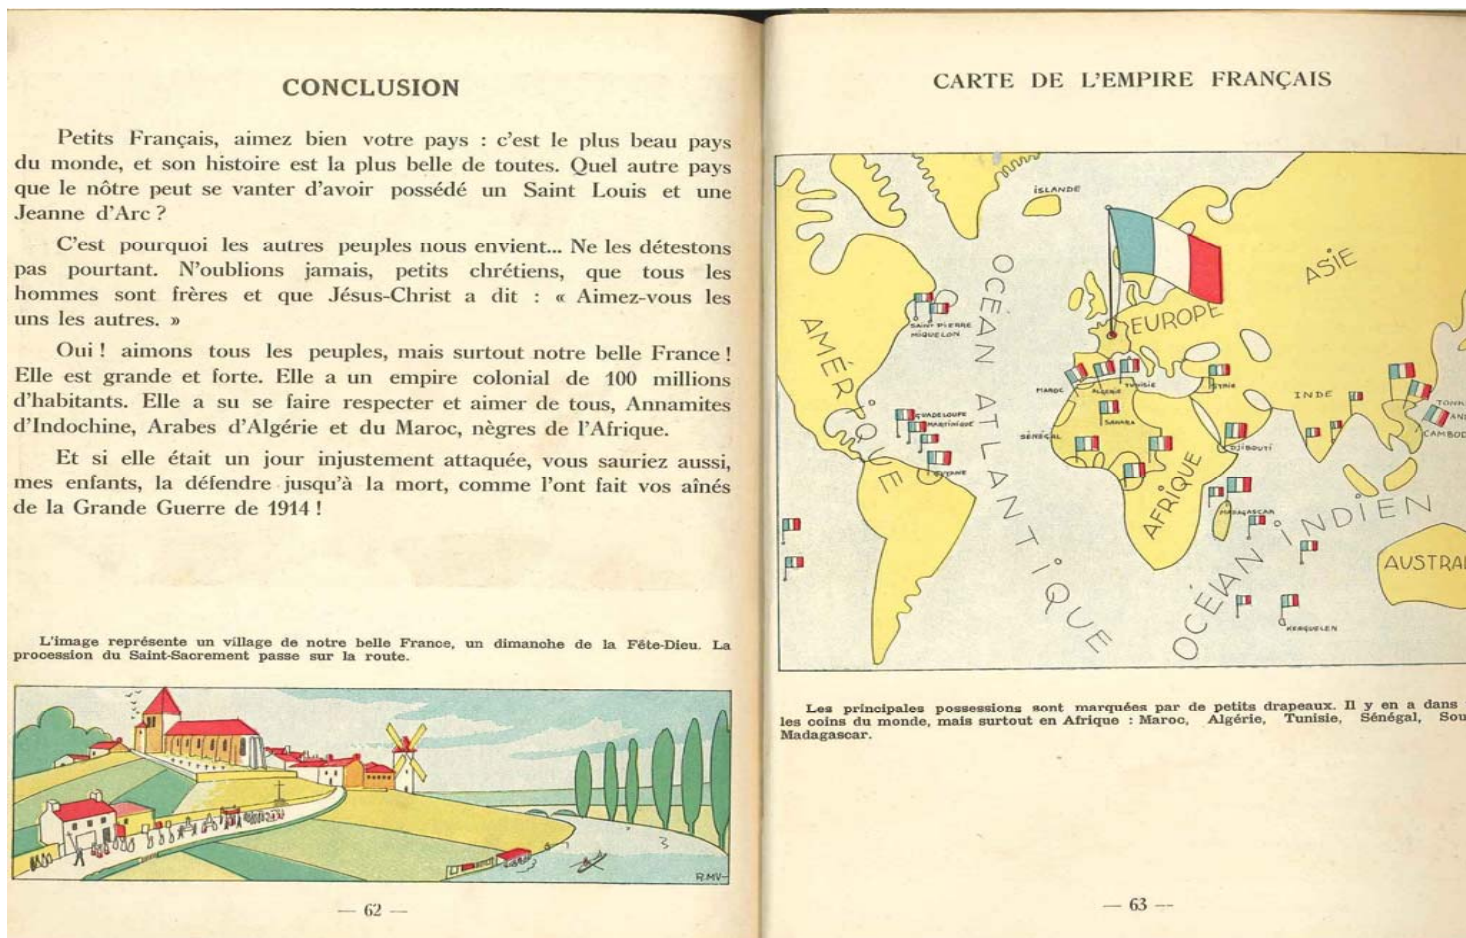 CONCLUSION
Petits Français, aimez bien votre pays : c'est le plus beau pays
du monde, et son histoire est la plus belle de toutes. Quel autre pays
que le nôtre peut se vanter d'avoir possédé un Saint Louis et une
Jeanne d'Arc ?
C'est pourquoi les autres peuples nous envient... Ne les détestons
pas pourtant. N'oublions jamais, petits chrétiens, que tous les
hommes sont frères et que Jésus-Christ a dit : « Aimez-vous les
uns les autres. »
Oui ! aimons tous les peuples, mais surtout notre belle France !
Elle est grande et forte. Elle a un empire colonial de 100 millions
d'habitants. Elle a su se faire respecter et aimer de tous, Annamites
d'Indochine, Arabes d'Algérie et du Maroc, nègres de l'Afrique.
Et si elle était un jour injustement attaquée, vous sauriez aussi,
mes enfants, la défendre jusqu'à la mort, comme l'ont fait vos aînés
de la Grande Guerre de 1914 !
L'image représente un village de notre belle France, un dimanche de la Fête-Dieu. La
procession du Saint-Sacrement passe sur la route.
R.MV-
— 62 —
CARTE DE L'EMPIRE FRANÇAIS
ISLANDE
ASIE
OCÉAN ATLANTIQUE
EUROPE
AMÉRIQUE
SAINT PIERRE
MIQUELON
MAROC
ALGÉRIE
TUNISIE
SYRIE
INDE
TONK
AN
CAMBOD
GUADELOUPE
MARTINIQUE
SAHARA
SÉNÉGAL
DJIBOUTI
GUYANE
AFRIQUE
MADAGASCAR
OCÉAN INDIEN
AUSTRAL
KERGUELEN
Les principales possessions sont marquées par de petits drapeaux. Il y en a dans
les coins du monde, mais surtout en Afrique : Maroc, Algérie, Tunisie, Sénégal, Sou
Madagascar.
— 63 —